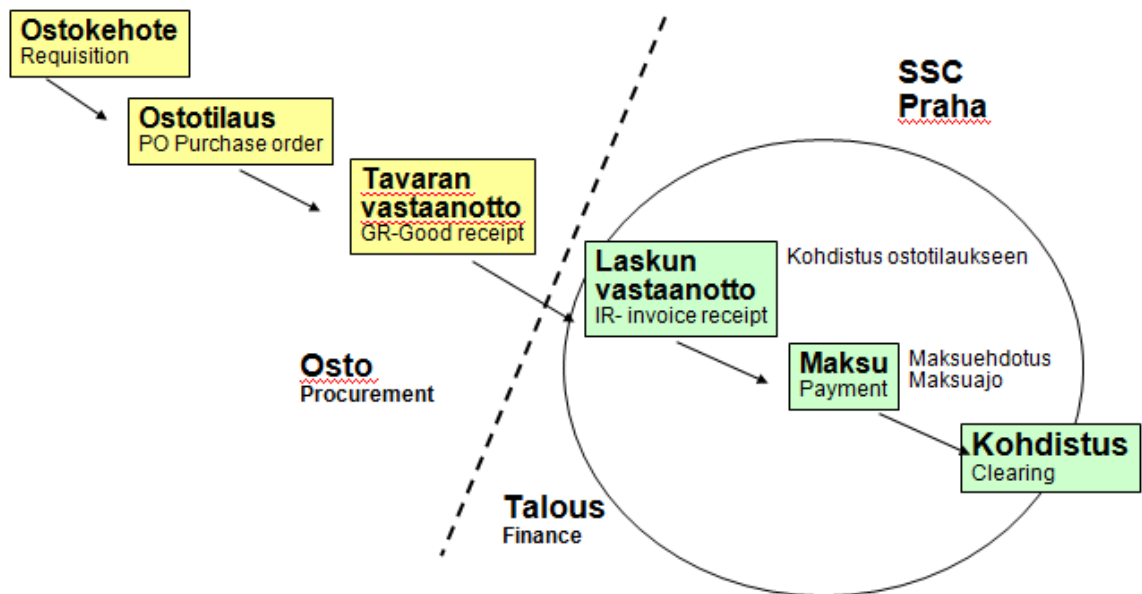 Ostokehote
Requisition
Ostotilaus
PO Purchase order
Tavaran
vastaanotto
GR-Good receipt
Osto
Procurement
SSC
Praha
Laskun
vastaanotto
IR- invoice receipt
Kohdistus ostotilaukseen
Maksu
Payment
Maksuehdotus
Maksuajo
Kohdistus
Clearing
Talous
Finance